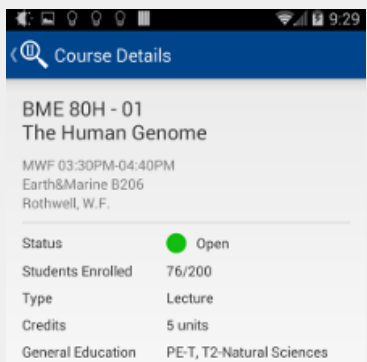 9:29
Course Details
BME 80H - 01
The Human Genome
MWF 03:30PM-04:40PM
Earth&Marine B206
Rothwell, W.F.
Status Open
Students Enrolled 76/200
Type Lecture
Credits 5 units
General Education PE-T, T2-Natural Sciences